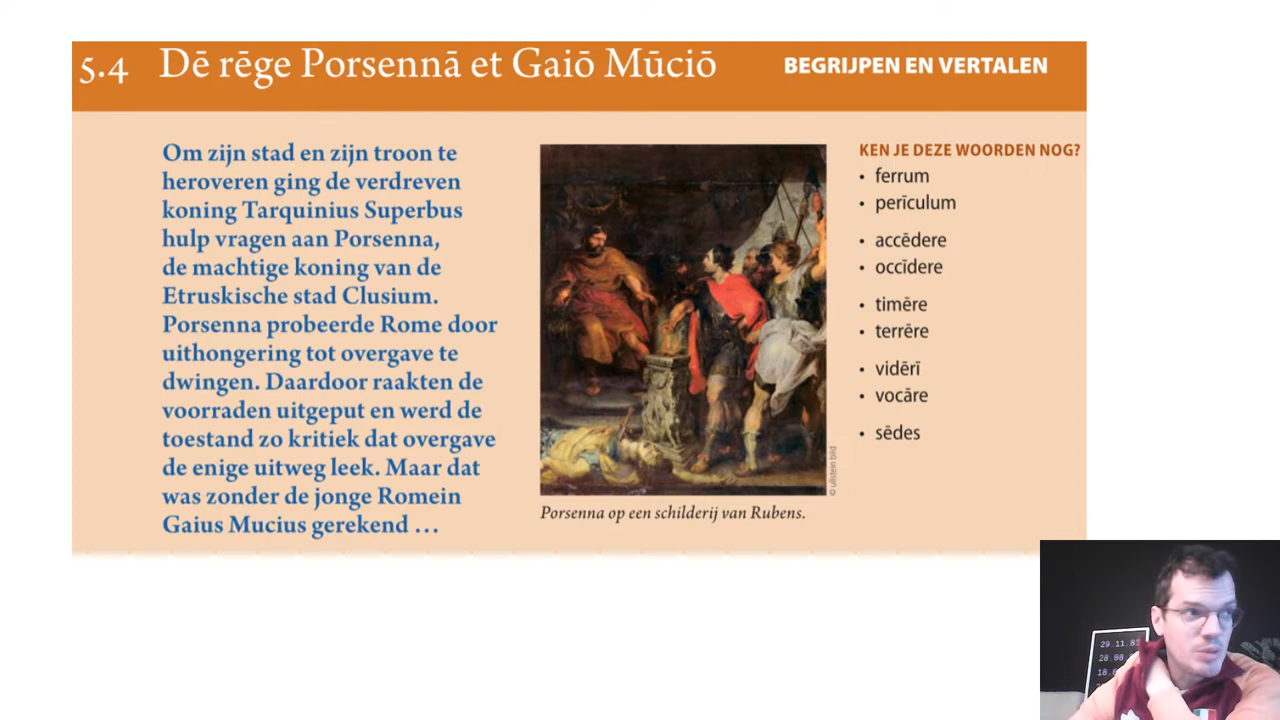 5.4 Dē rēge Porsennā et Gaiō Mūciō
BEGRIJPEN EN VERTALEN
Om zijn stad en zijn troon te
heroveren ging de verdreven
koning Tarquinius Superbus
hulp vragen aan Porsenna,
de machtige koning van de
Etruskische stad Clusium.
Porsenna probeerde Rome door
uithongering tot overgave te
dwingen. Daardoor raakten de
voorraden uitgeput en werd de
toestand zo kritiek dat overgave
de enige uitweg leek. Maar dat
was zonder de jonge Romein
Gaius Mucius gerekend …
© ullstein bild
Porsenna op een schilderij van Rubens.
KEN JE DEZE WOORDEN NOG?
• ferrum
• perīculum
• accēdere
• occīdere
• timēre
• terrēre
• vidērī
• vocāre
• sēdes